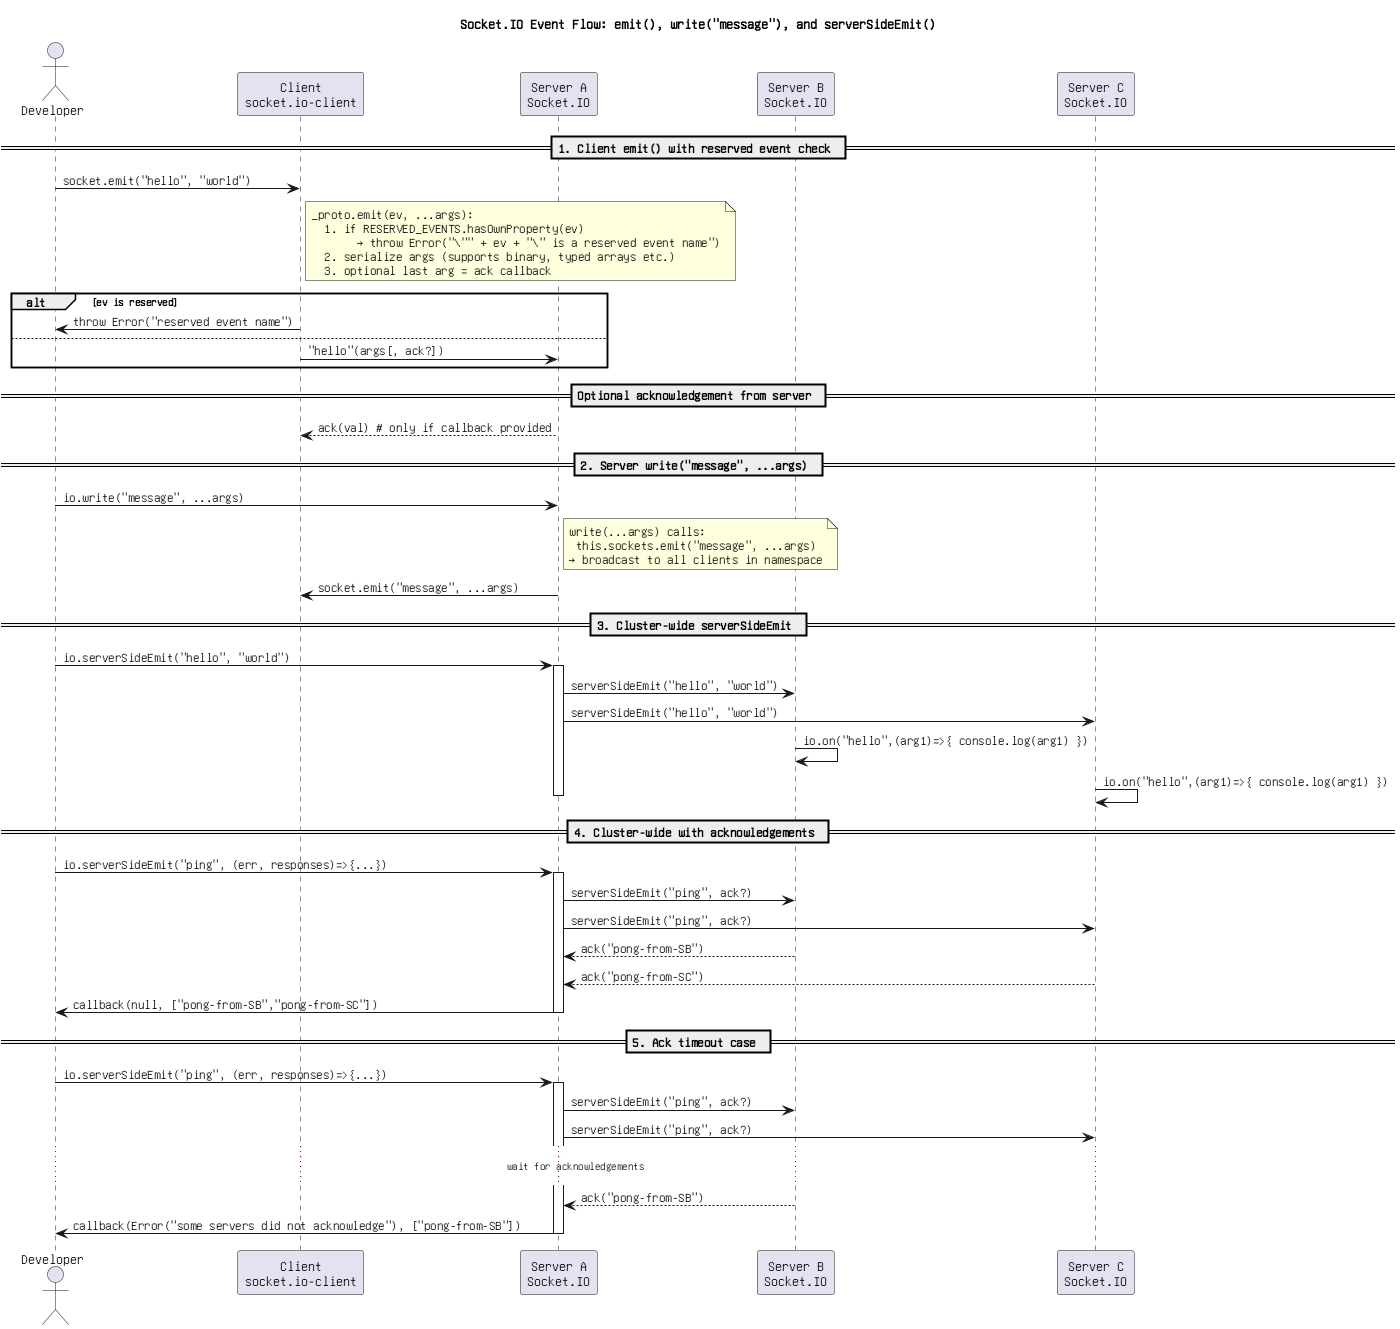 Socket.IO Event Flow: emit(), write("message"), and serverSideEmit()
Developer
Client
socket.io-client
Server A
Socket.IO
Server B
Socket.IO
Server C
Socket.IO
1. Client emit() with reserved event check
socket.emit("hello", "world")
_proto.emit(ev, ...args):
1. if RESERVED_EVENTS.hasOwnProperty(ev)
→ throw Error("\"" + ev + "\" is a reserved event name")
2. serialize args (supports binary, typed arrays etc.)
3. optional last arg = ack callback
alt [ev is reserved]
throw Error("reserved event name")
"hello"(args[, ack?])
Optional acknowledgement from server
ack(val) # only if callback provided
2. Server write("message", ...args)
io.write("message", ...args)
write(...args) calls:
this.sockets.emit("message", ...args)
→ broadcast to all clients in namespace
socket.emit("message", ...args)
3. Cluster-wide serverSideEmit
io.serverSideEmit("hello", "world")
serverSideEmit("hello", "world")
serverSideEmit("hello", "world")
io.on("hello",(arg1)=>{ console.log(arg1) })
io.on("hello",(arg1)=>{ console.log(arg1) })
4. Cluster-wide with acknowledgements
io.serverSideEmit("ping", (err, responses)=>{...})
serverSideEmit("ping", ack?)
serverSideEmit("ping", ack?)
ack("pong-from-SB")
ack("pong-from-SC")
callback(null, ["pong-from-SB","pong-from-SC"])
5. Ack timeout case
io.serverSideEmit("ping", (err, responses)=>{...})
serverSideEmit("ping", ack?)
serverSideEmit("ping", ack?)
wait for acknowledgements
ack("pong-from-SB")
callback(Error("some servers did not acknowledge"), ["pong-from-SB"])
Developer
Client
socket.io-client
Server A
Socket.IO
Server B
Socket.IO
Server C
Socket.IO